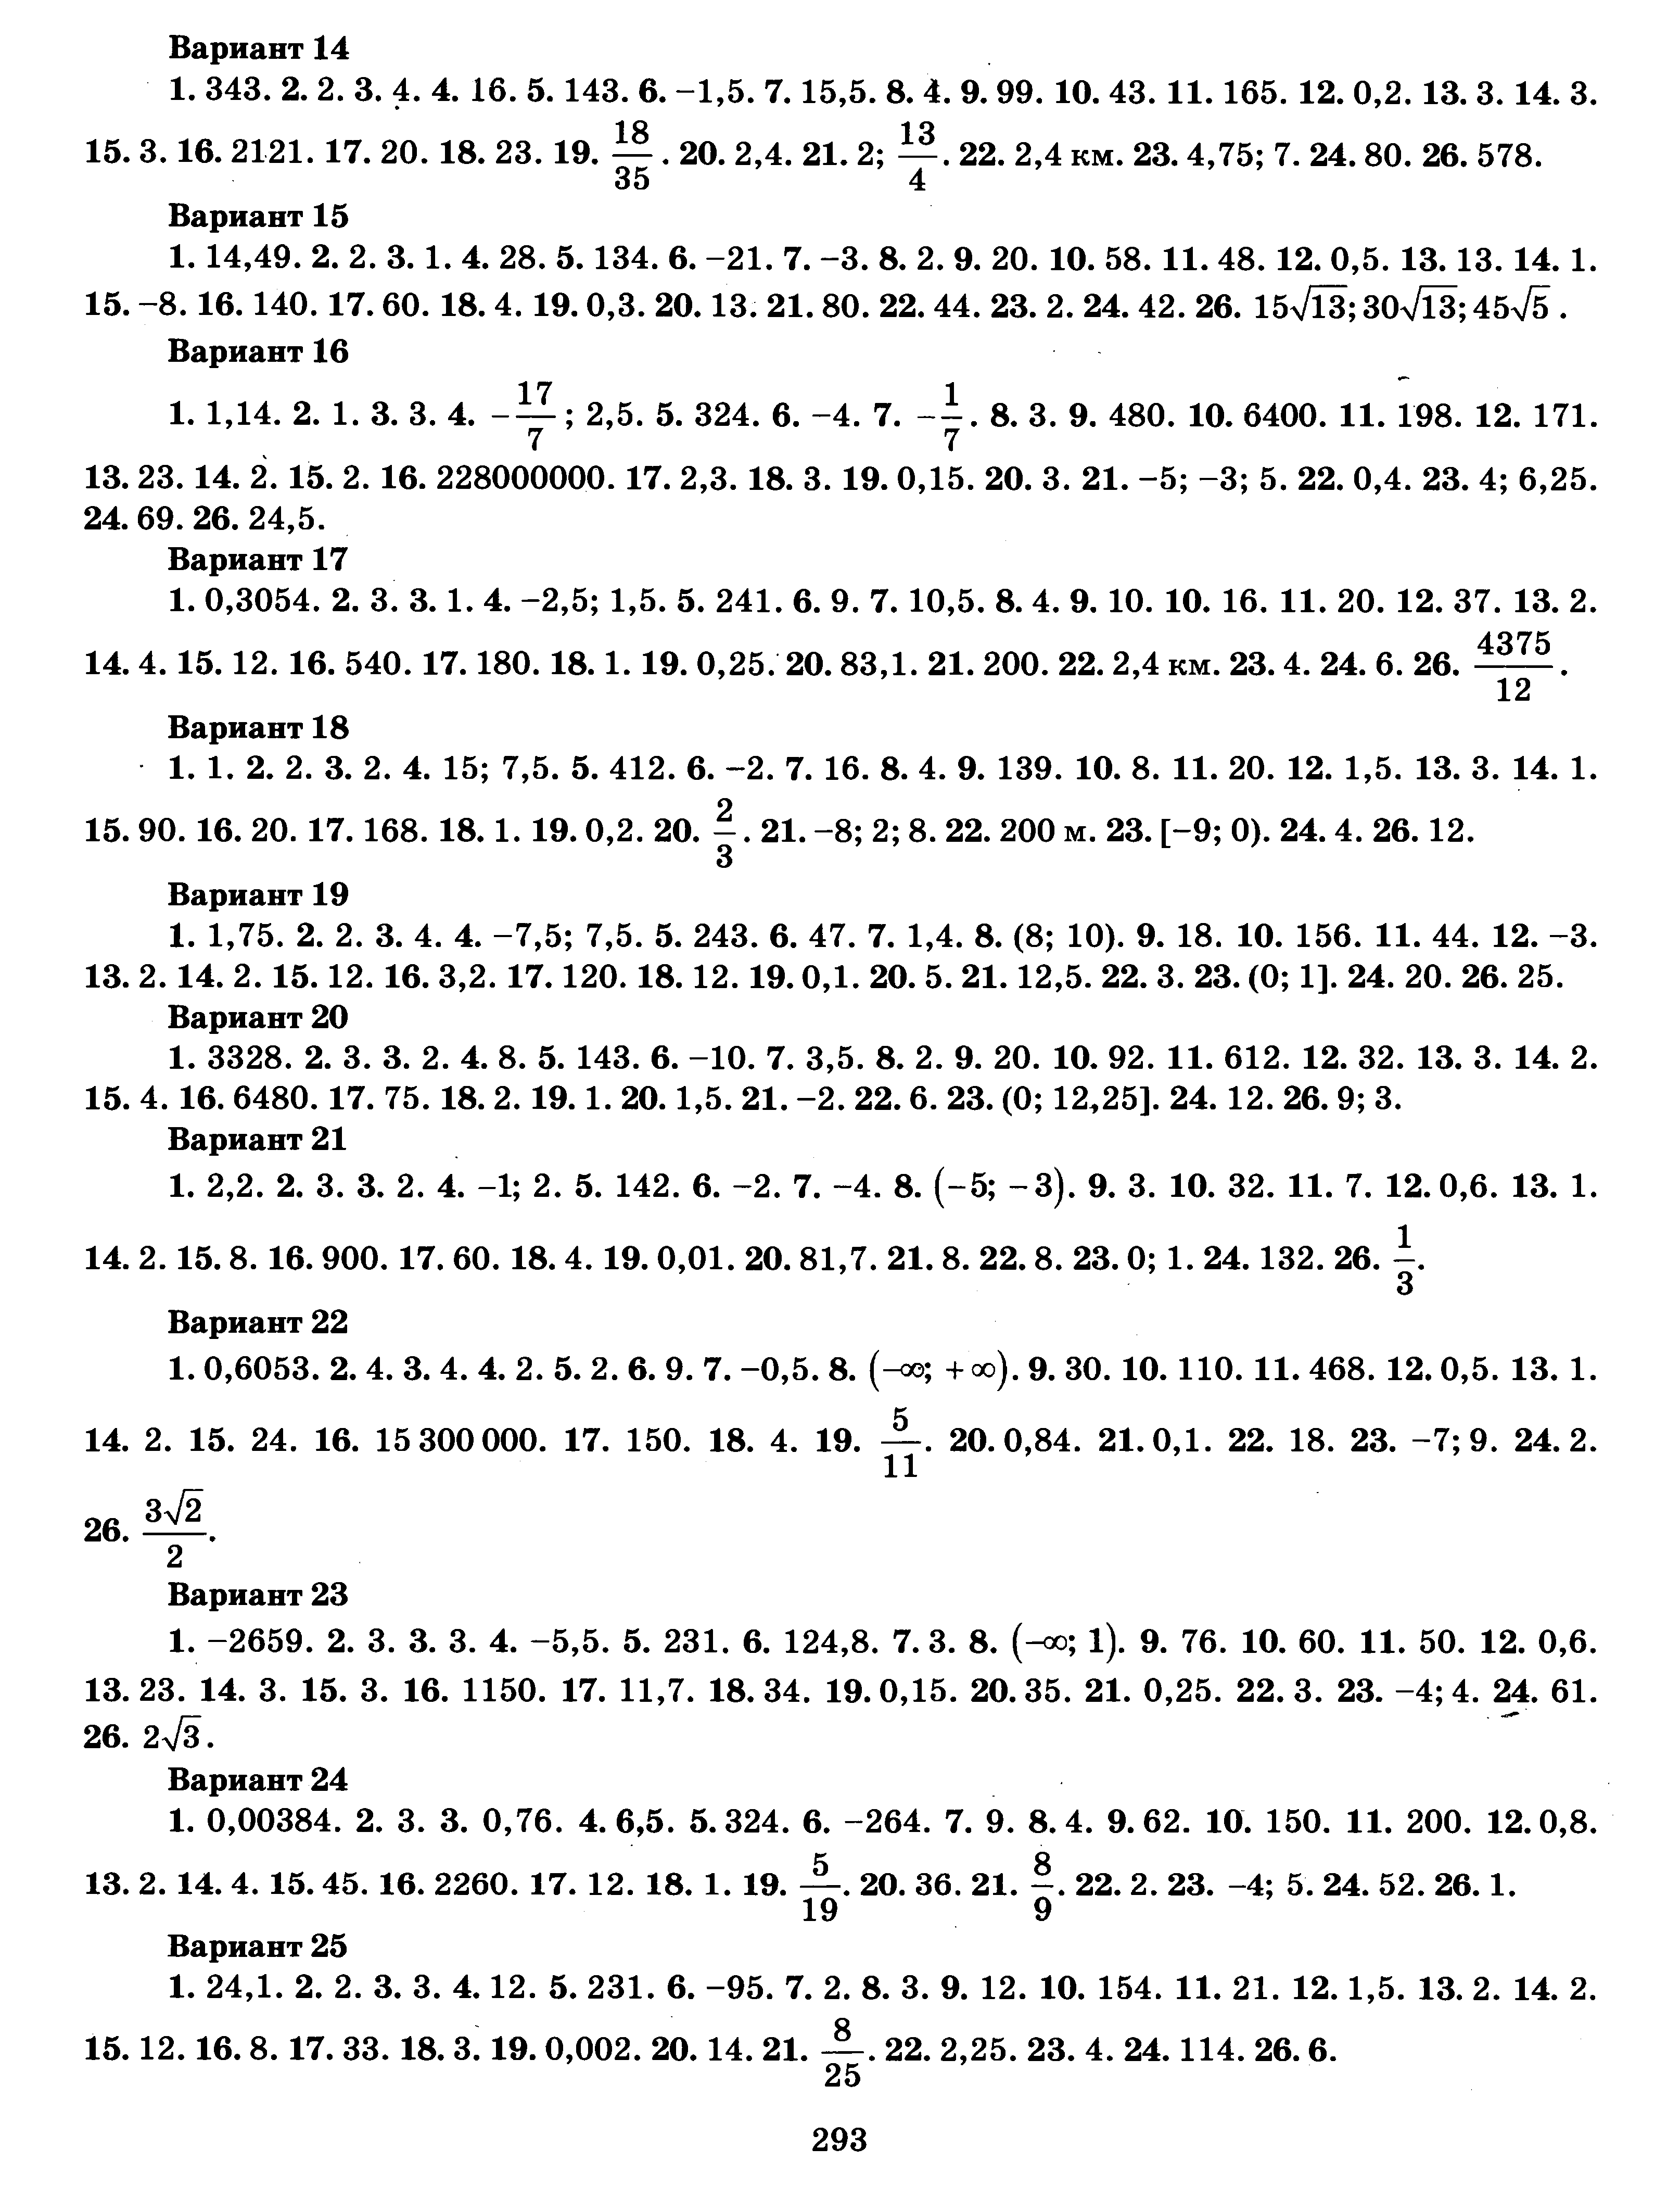 Вариант 14
1. 343. 2. 2. 3. 4. 4. 16. 5. 143. 6. −1,5. 7. 15,5. 8. 4. 9. 99. 10. 43. 11. 165. 12. 0,2. 13. 3. 14. 3.
15. 3. 16. 2121. 17. 20. 18. 23. 19. 18/35. 20. 2,4. 21. 2; 13/4. 22. 2,4 км. 23. 4,75; 7. 24. 80. 26. 578.
Вариант 15
1. 14,49. 2. 2. 3. 1. 4. 28. 5. 134. 6. −21. 7. −3. 8. 2. 9. 20. 10. 58. 11. 48. 12. 0,5. 13. 13. 14. 1.
15. −8. 16. 140. 17. 60. 18. 4. 19. 0,3. 20. 13. 21. 80. 22. 44. 23. 2. 24. 42. 26. 15√13; 30√13; 45√5.
Вариант 16
1. 1,14. 2. 1. 3. 3. 4. −17/7; 2,5. 5. 324. 6. −4. 7. −1/7. 8. 3. 9. 480. 10. 6400. 11. 198. 12. 171.
13. 23. 14. 2. 15. 2. 16. 228000000. 17. 2,3. 18. 3. 19. 0,15. 20. 3. 21. −5; −3; 5. 22. 0,4. 23. 4; 6,25.
24. 69. 26. 24,5.
Вариант 17
1. 0,3054. 2. 3. 3. 1. 4. −2,5; 1,5. 5. 241. 6. 9. 7. 10,5. 8. 4. 9. 10. 10. 16. 11. 20. 12. 37. 13. 2.
14. 4. 15. 12. 16. 540. 17. 180. 18. 1. 19. 0,25. 20. 83,1. 21. 200. 22. 2,4 км. 23. 4. 24. 6. 26. 4375/12.
Вариант 18
1. 1. 2. 2. 3. 2. 4. 15; 7,5. 5. 412. 6. −2. 7. 16. 8. 4. 9. 139. 10. 8. 11. 20. 12. 1,5. 13. 3. 14. 1.
15. 90. 16. 20. 17. 168. 18. 1. 19. 0,2. 20. 2/3. 21. −8; 2; 8. 22. 200 м. 23. [−9; 0). 24. 4. 26. 12.
Вариант 19
1. 1,75. 2. 2. 3. 4. 4. −7,5; 7,5. 5. 243. 6. 47. 7. 1,4. 8. (8; 10). 9. 18. 10. 156. 11. 44. 12. −3.
13. 2. 14. 2. 15. 12. 16. 3,2. 17. 120. 18. 12. 19. 0,1. 20. 5. 21. 12,5. 22. 3. 23. (0; 1]. 24. 20. 26. 25.
Вариант 20
1. 3328. 2. 3. 3. 2. 4. 8. 5. 143. 6. −10. 7. 3,5. 8. 2. 9. 20. 10. 92. 11. 612. 12. 32. 13. 3. 14. 2.
15. 4. 16. 6480. 17. 75. 18. 2. 19. 1. 20. 1,5. 21. −2. 22. 6. 23. (0; 12,25]. 24. 12. 26. 9; 3.
Вариант 21
1. 2,2. 2. 3. 3. 2. 4. −1; 2. 5. 142. 6. −2. 7. −4. 8. (−5; −3). 9. 3. 10. 32. 11. 7. 12. 0,6. 13. 1.
14. 2. 15. 8. 16. 900. 17. 60. 18. 4. 19. 0,01. 20. 81,7. 21. 8. 22. 8. 23. 0; 1. 24. 132. 26. 1/3.
Вариант 22
1. 0,6053. 2. 4. 3. 4. 4. 2. 5. 2. 6. 9. 7. −0,5. 8. (−∞; +∞). 9. 30. 10. 110. 11. 468. 12. 0,5. 13. 1.
14. 2. 15. 24. 16. 15 300 000. 17. 150. 18. 4. 19. 5/11. 20. 0,84. 21. 0,1. 22. 18. 23. −7; 9. 24. 2.
26. 3√2/2.
Вариант 23
1. −2659. 2. 3. 3. 3. 4. −5,5. 5. 231. 6. 124,8. 7. 3. 8. (−∞; 1). 9. 76. 10. 60. 11. 50. 12. 0,6.
13. 23. 14. 3. 15. 3. 16. 1150. 17. 11,7. 18. 34. 19. 0,15. 20. 35. 21. 0,25. 22. 3. 23. −4; 4. 24. 61.
26. 2√3.
Вариант 24
1. 0,00384. 2. 3. 3. 0,76. 4. 6,5. 5. 324. 6. −264. 7. 9. 8. 4. 9. 62. 10. 150. 11. 200. 12. 0,8.
13. 2. 14. 4. 15. 45. 16. 2260. 17. 12. 18. 1. 19. 5/19. 20. 36. 21. 8/9. 22. 2. 23. −4; 5. 24. 52. 26. 1.
Вариант 25
1. 24,1. 2. 2. 3. 3. 4. 12. 5. 231. 6. −95. 7. 2. 8. 3. 9. 12. 10. 154. 11. 21. 12. 1,5. 13. 2. 14. 2.
15. 12. 16. 8. 17. 33. 18. 3. 19. 0,002. 20. 14. 21. 8/25. 22. 2,25. 23. 4. 24. 114. 26. 6.
293